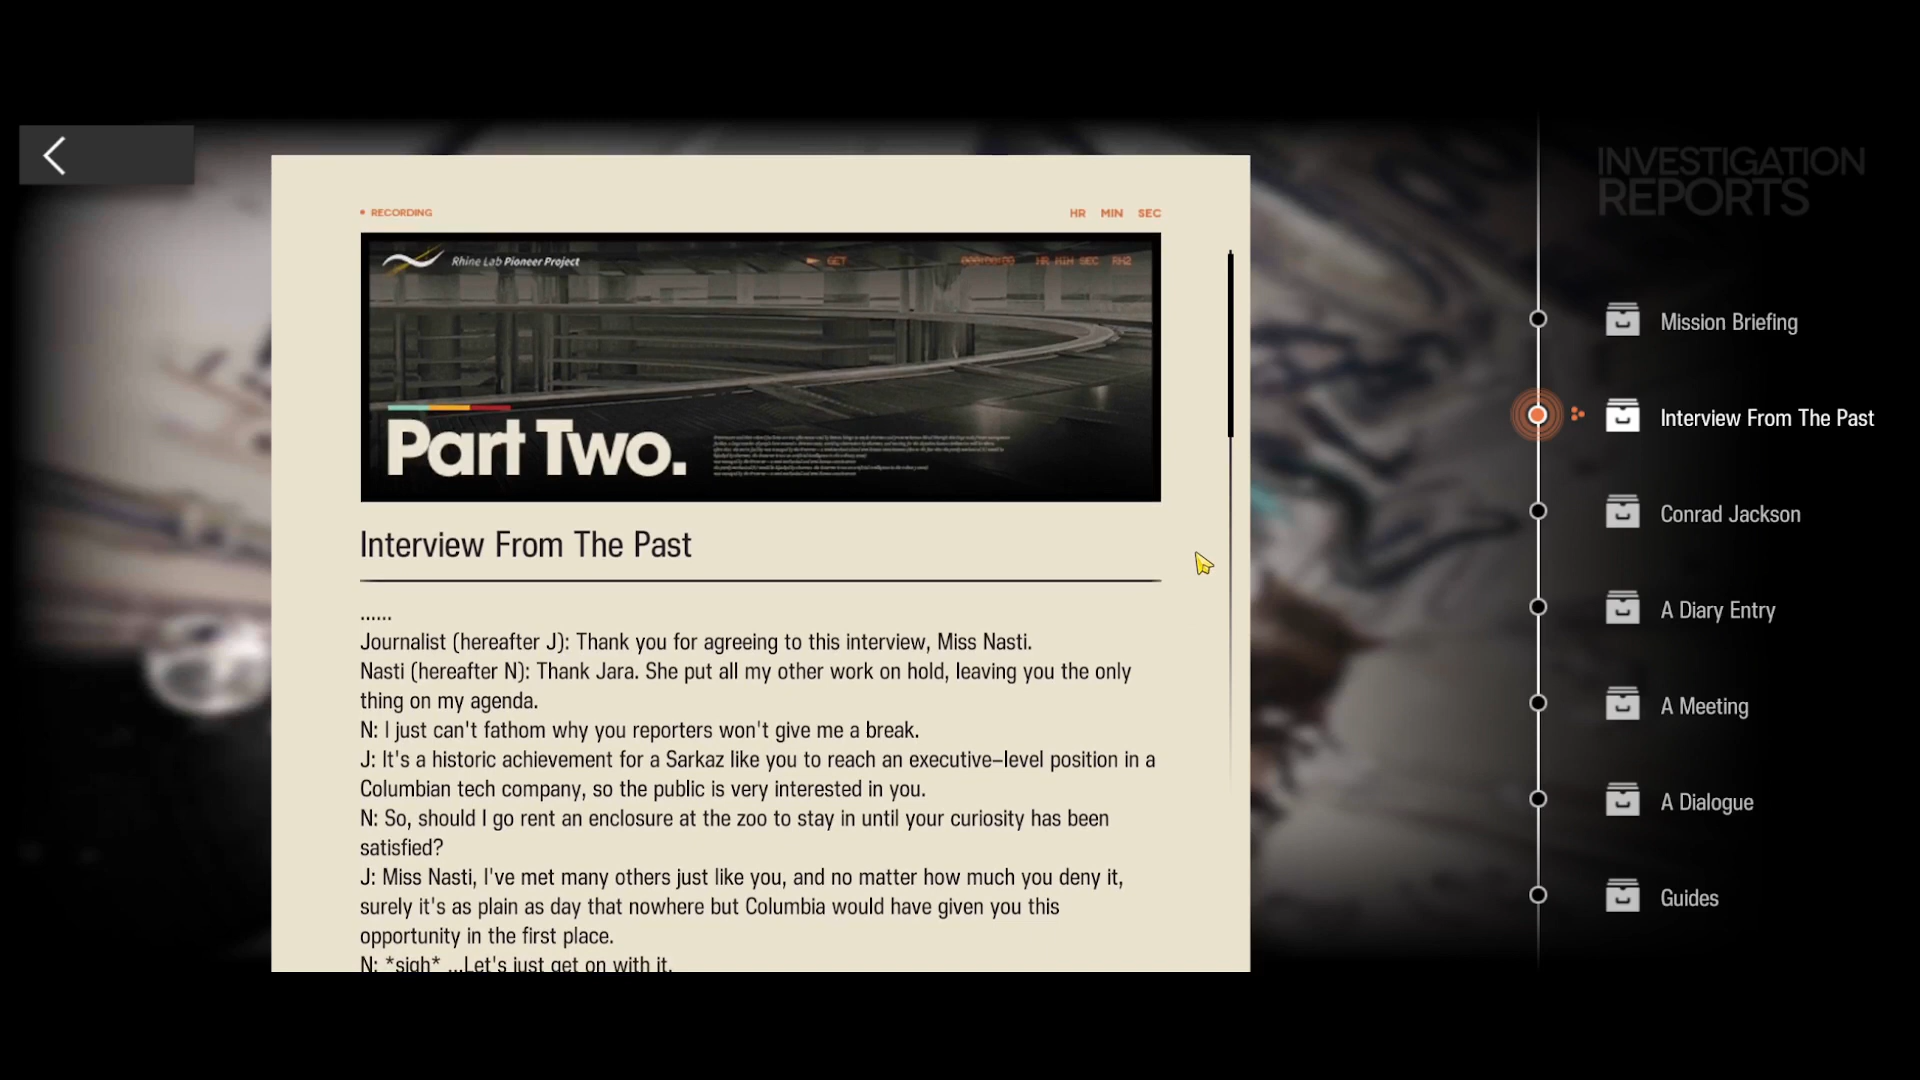 INVESTIGATION
REPORTS
RECORDING
HR MIN SEC
Rhine Lab Pioneer Project
GET
HR MIN SEC
Part Two.
Interview From The Past
......
Journalist (hereafter J): Thank you for agreeing to this interview, Miss Nasti.
Nasti (hereafter N): Thank Jara. She put all my other work on hold, leaving you the only
thing on my agenda.
N: I just can't fathom why you reporters won't give me a break.
J: It's a historic achievement for a Sarkaz like you to reach an executive-level position in a
Columbian tech company, so the public is very interested in you.
N: So, should I go rent an enclosure at the zoo to stay in until your curiosity has been
satisfied?
J: Miss Nasti, I've met many others just like you, and no matter how much you deny it,
surely it's as plain as day that nowhere but Columbia would have given you this
opportunity in the first place.
N: *sigh* ...Let's just get on with it.
Mission Briefing
Interview From The Past
Conrad Jackson
A Diary Entry
A Meeting
A Dialogue
Guides